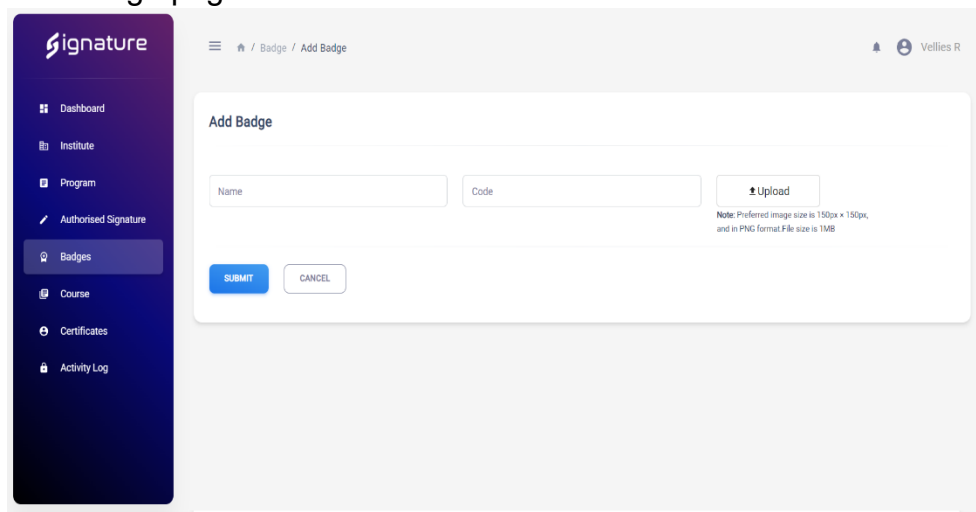 Signature
/ Badge / Add Badge
Vellies R
Dashboard
Institute
Program
Authorised Signature
Badges
Course
Certificates
Activity Log
Add Badge
Name
Code
Upload
Note: Preferred image size is 150px × 150px,
and in PNG format.File size is 1MB
SUBMIT
CANCEL